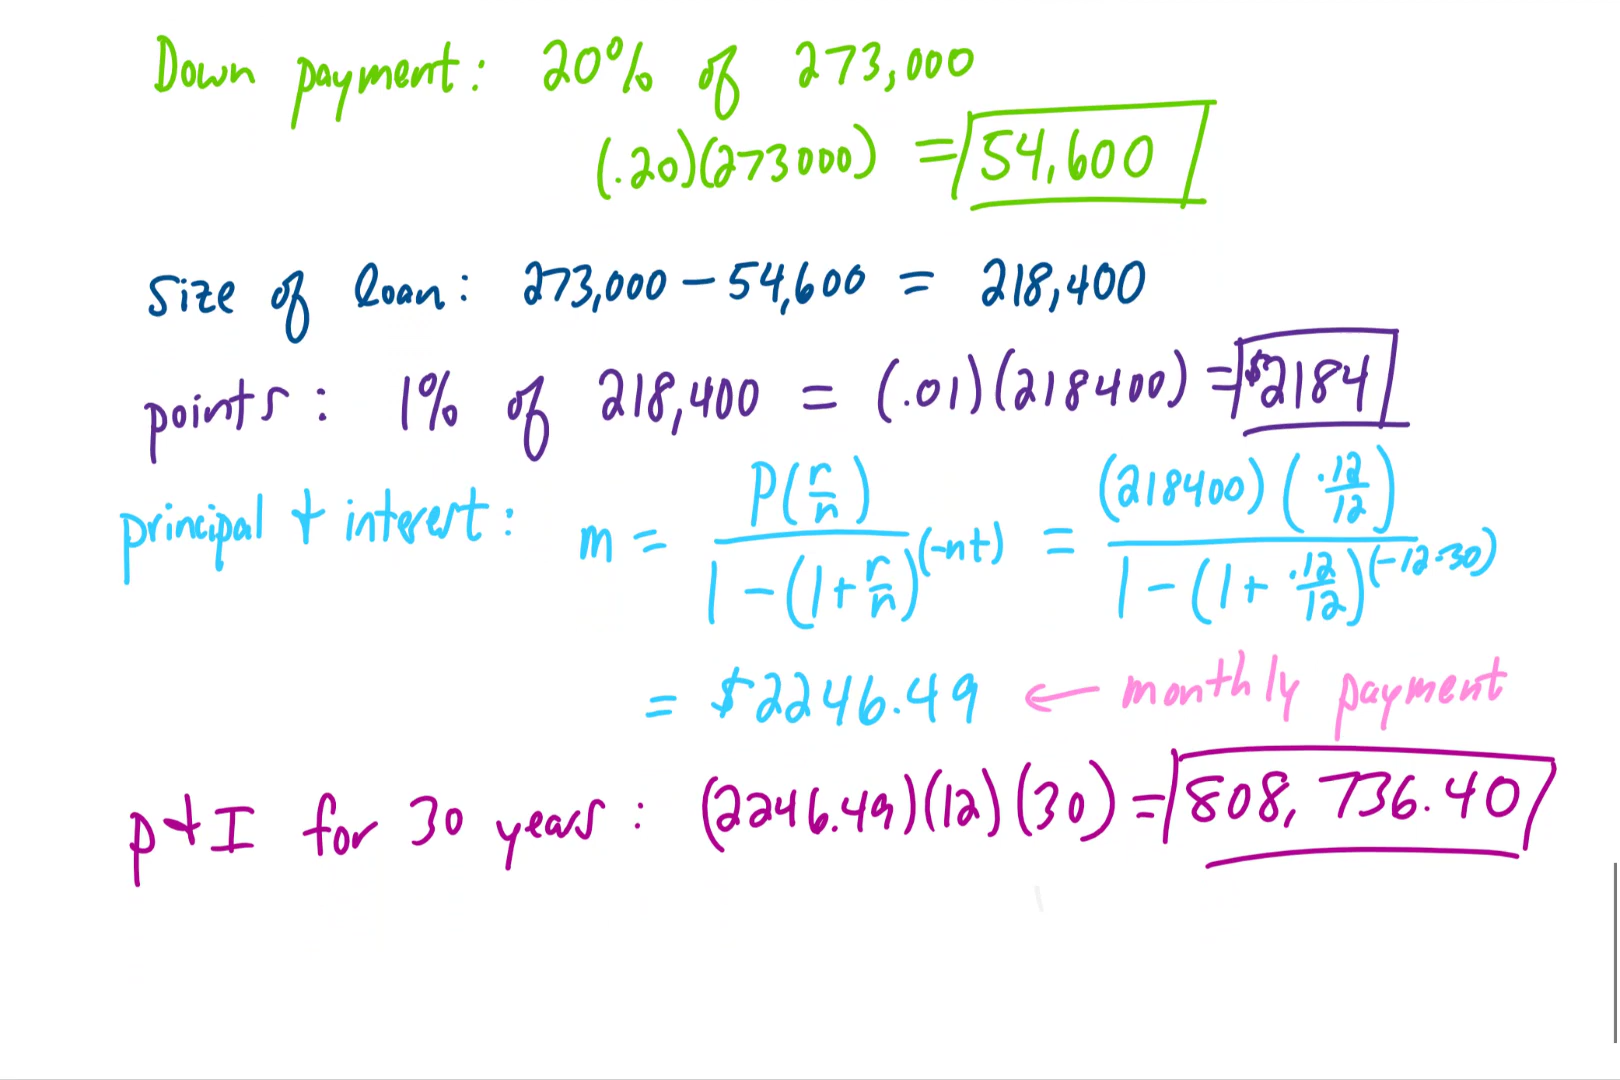 Down payment: 20% of 273,000
(.20)(273000) = 54,600
Size of loan: 273,000 - 54,600 = 218,400
points: 1% of 218,400 = (.01)(218400) = $2184
principal + interest: m = P(r/n) / 1-(1+r/n)^(-nt) = (218400)(.12/12) / 1-(1+.12/12)^(-12·30)
= $2246.49 ← monthly payment
P+I for 30 years: (2246.49)(12)(30) = 808,736.40